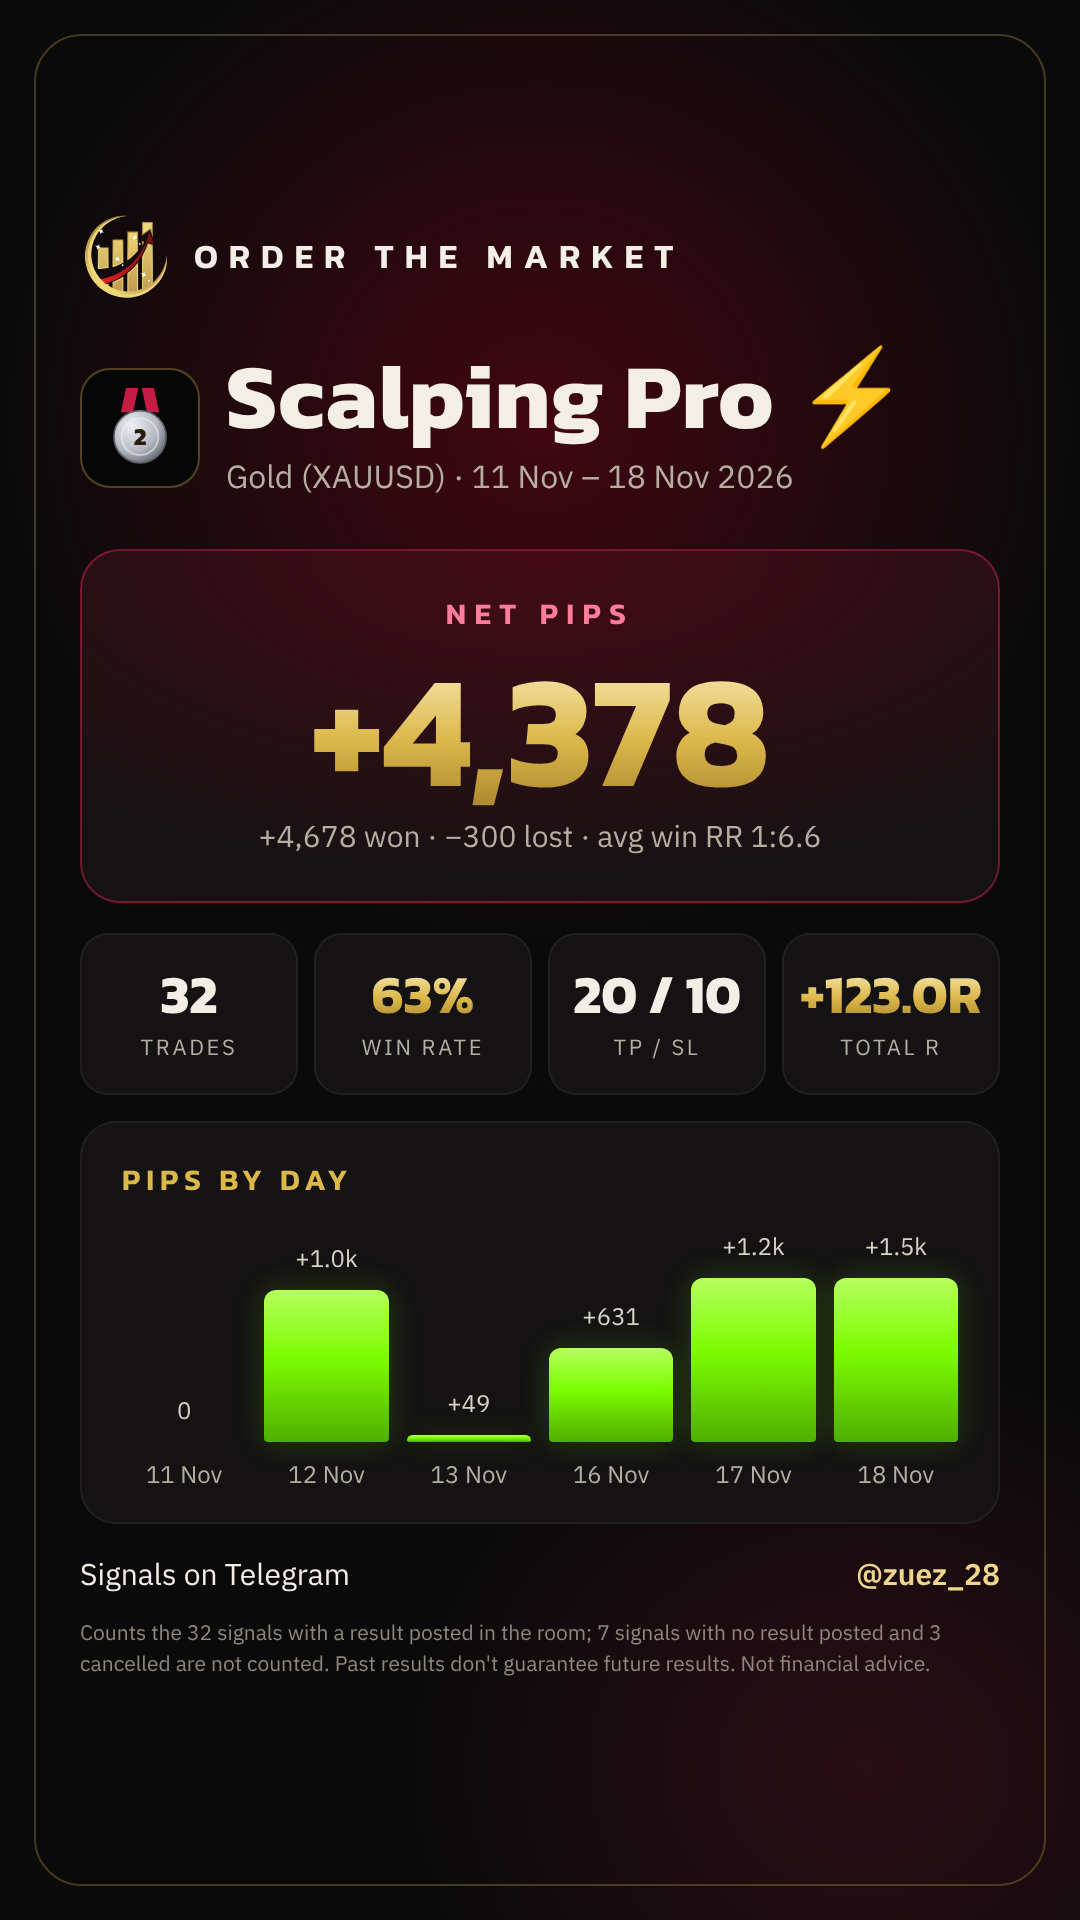 ORDER THE MARKET
2
Scalping Pro ⚡
Gold (XAUUSD) · 11 Nov – 18 Nov 2026
NET PIPS
+4,378
+4,678 won · −300 lost · avg win RR 1:6.6
32
TRADES
63%
WIN RATE
20 / 10
TP / SL
+123.0R
TOTAL R
PIPS BY DAY
0
+1.0k
+49
+631
+1.2k
+1.5k
11 Nov
12 Nov
13 Nov
16 Nov
17 Nov
18 Nov
Signals on Telegram
@zuez_28
Counts the 32 signals with a result posted in the room; 7 signals with no result posted and 3
cancelled are not counted. Past results don't guarantee future results. Not financial advice.